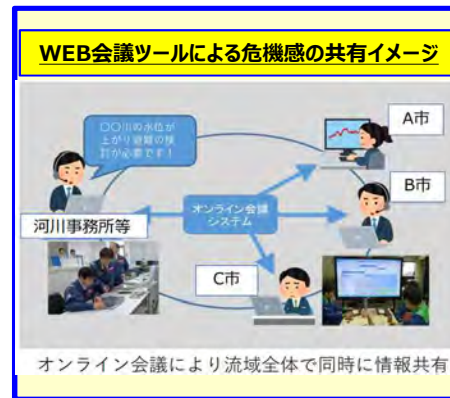 WEB会議ツールによる危機感の共有イメージ
〇〇川の水位が
上がり避難の検
討が必要です！
A市
B市
オンライン会議
システム
河川事務所等
C市
オンライン会議により流域全体で同時に情報共有